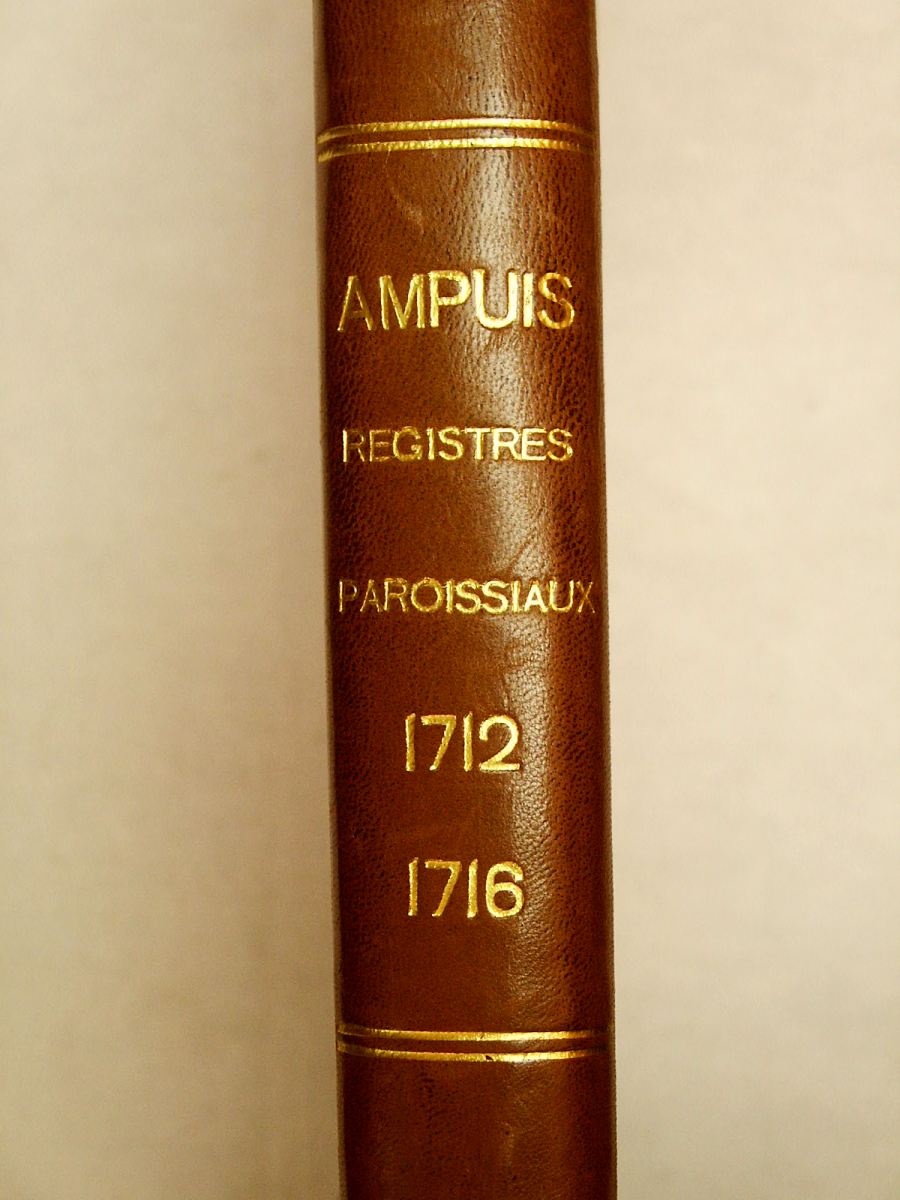 AMPUIS
REGISTRES
PAROISSIAUX
1712
1716